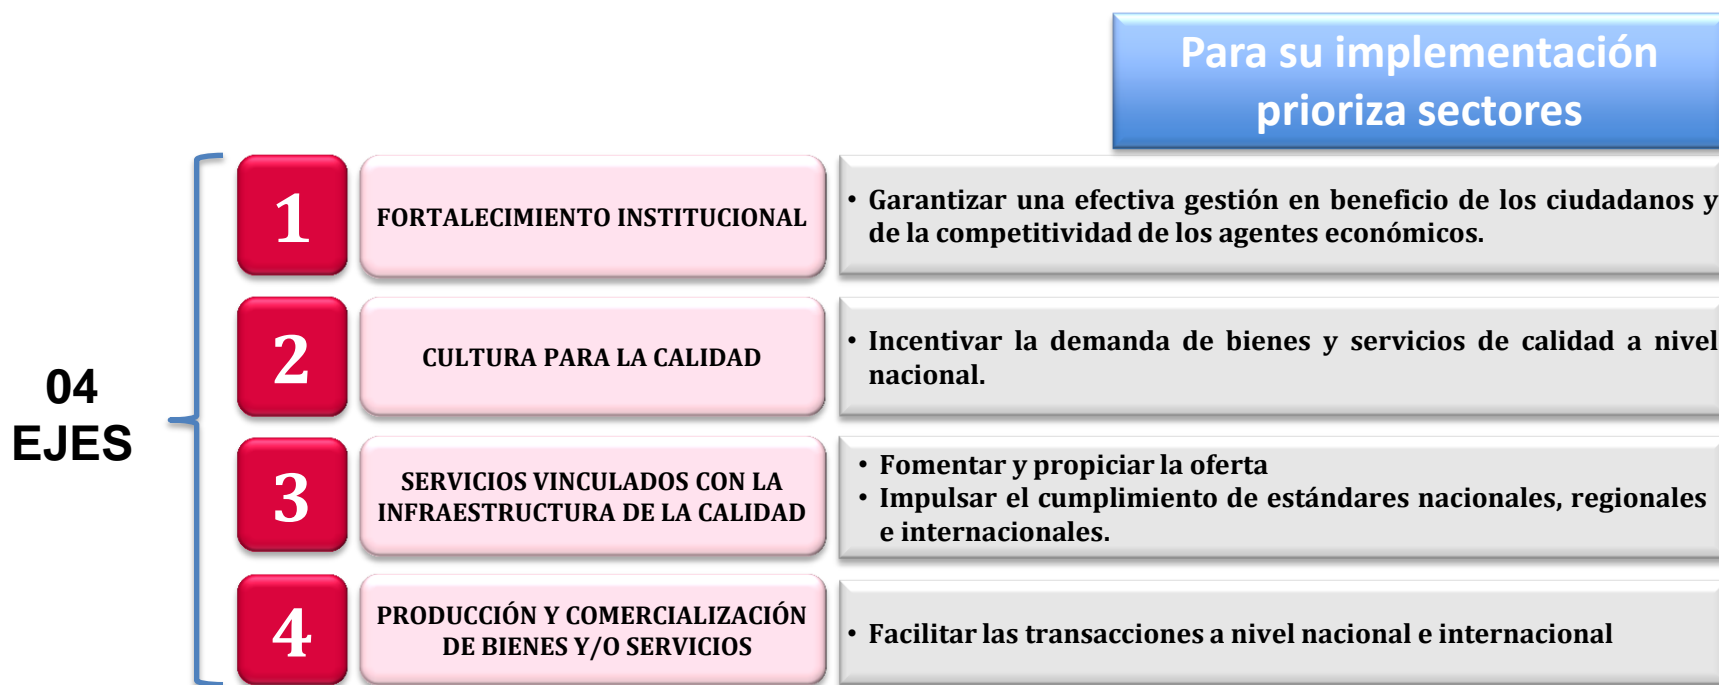 Para su implementación
prioriza sectores
04
EJES
1
FORTALECIMIENTO INSTITUCIONAL
• Garantizar una efectiva gestión en beneficio de los ciudadanos y
de la competitividad de los agentes económicos.
2
CULTURA PARA LA CALIDAD
• Incentivar la demanda de bienes y servicios de calidad a nivel
nacional.
3
SERVICIOS VINCULADOS CON LA
INFRAESTRUCTURA DE LA CALIDAD
• Fomentar y propiciar la oferta
• Impulsar el cumplimiento de estándares nacionales, regionales
e internacionales.
4
PRODUCCIÓN Y COMERCIALIZACIÓN
DE BIENES Y/O SERVICIOS
• Facilitar las transacciones a nivel nacional e internacional